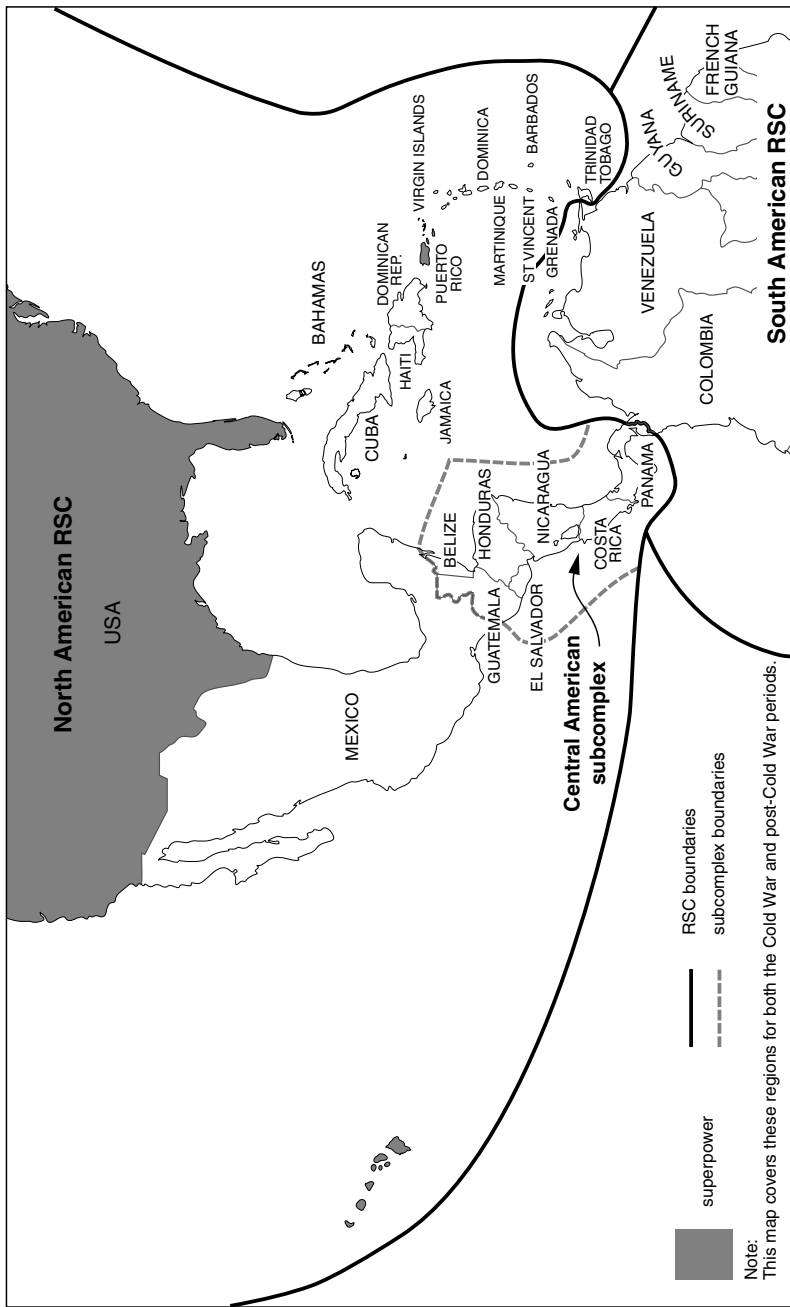 North American RSC
USA
MEXICO
BAHAMAS
CUBA
HAITI
DOMINICAN
REP.
PUERTO
RICO
VIRGIN ISLANDS
JAMAICA
DOMINICA
MARTINIQUE
ST VINCENT
BARBADOS
GRENADA
TRINIDAD
TOBAGO
BELIZE
HONDURAS
GUATEMALA
EL SALVADOR
NICARAGUA
COSTA
RICA
PANAMA
Central American
subcomplex
VENEZUELA
COLOMBIA
GUYANA
SURINAME
FRENCH
GUIANA
South American RSC
superpower
RSC boundaries
subcomplex boundaries
Note:
This map covers these regions for both the Cold War and post-Cold War periods.